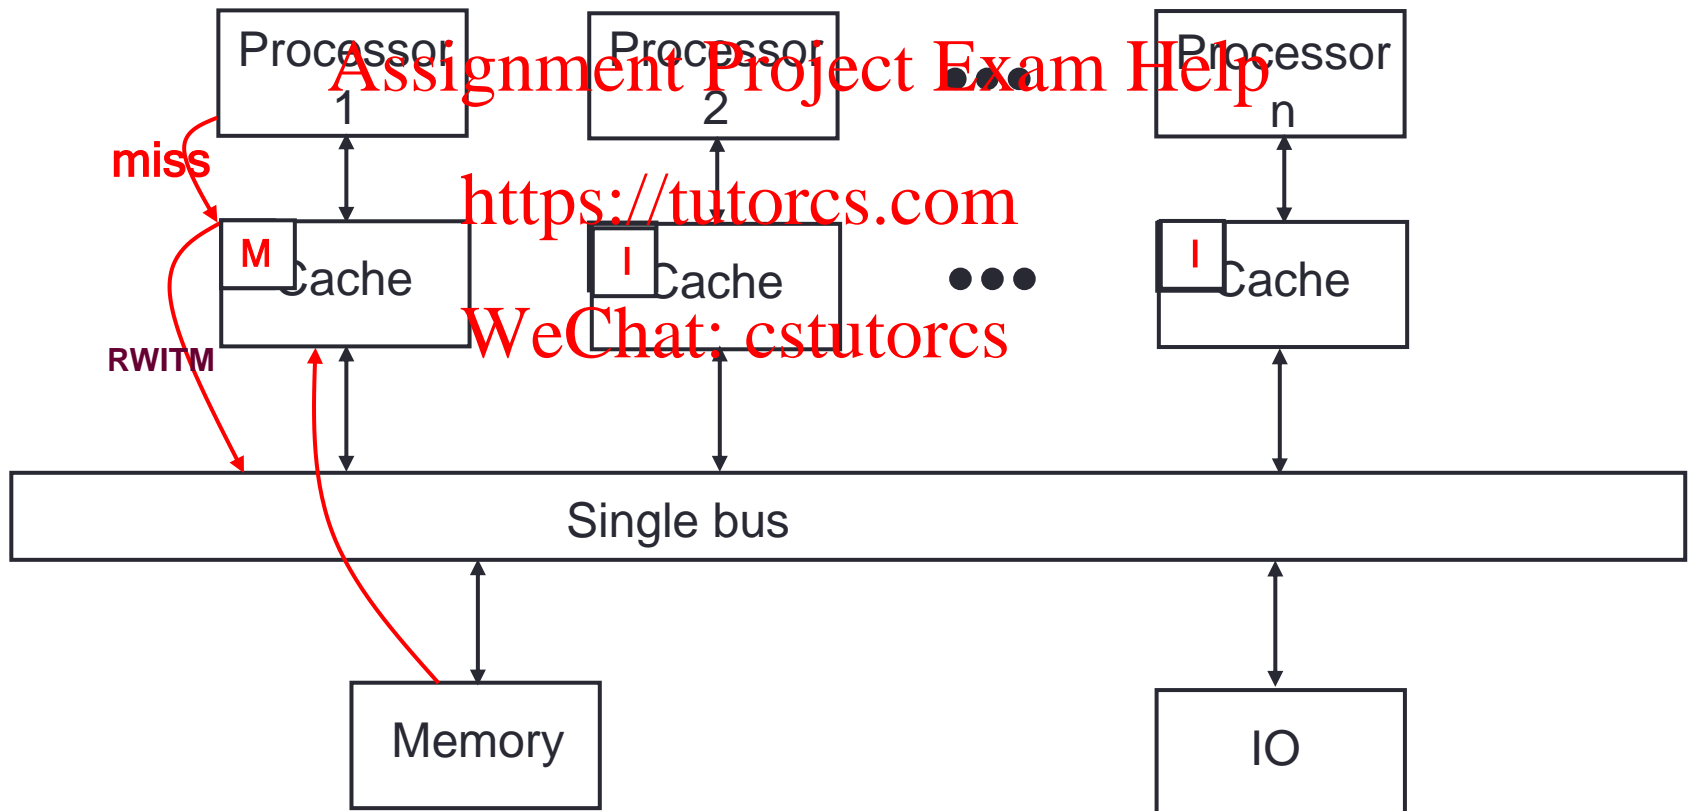 Processor
1
Processor
2
Processor
n
Assignment Project Exam Help
miss
https://tutorcs.com
M
Cache
I
Cache
I
Cache
WeChat: cstutorcs
RWITM
Single bus
Memory
IO